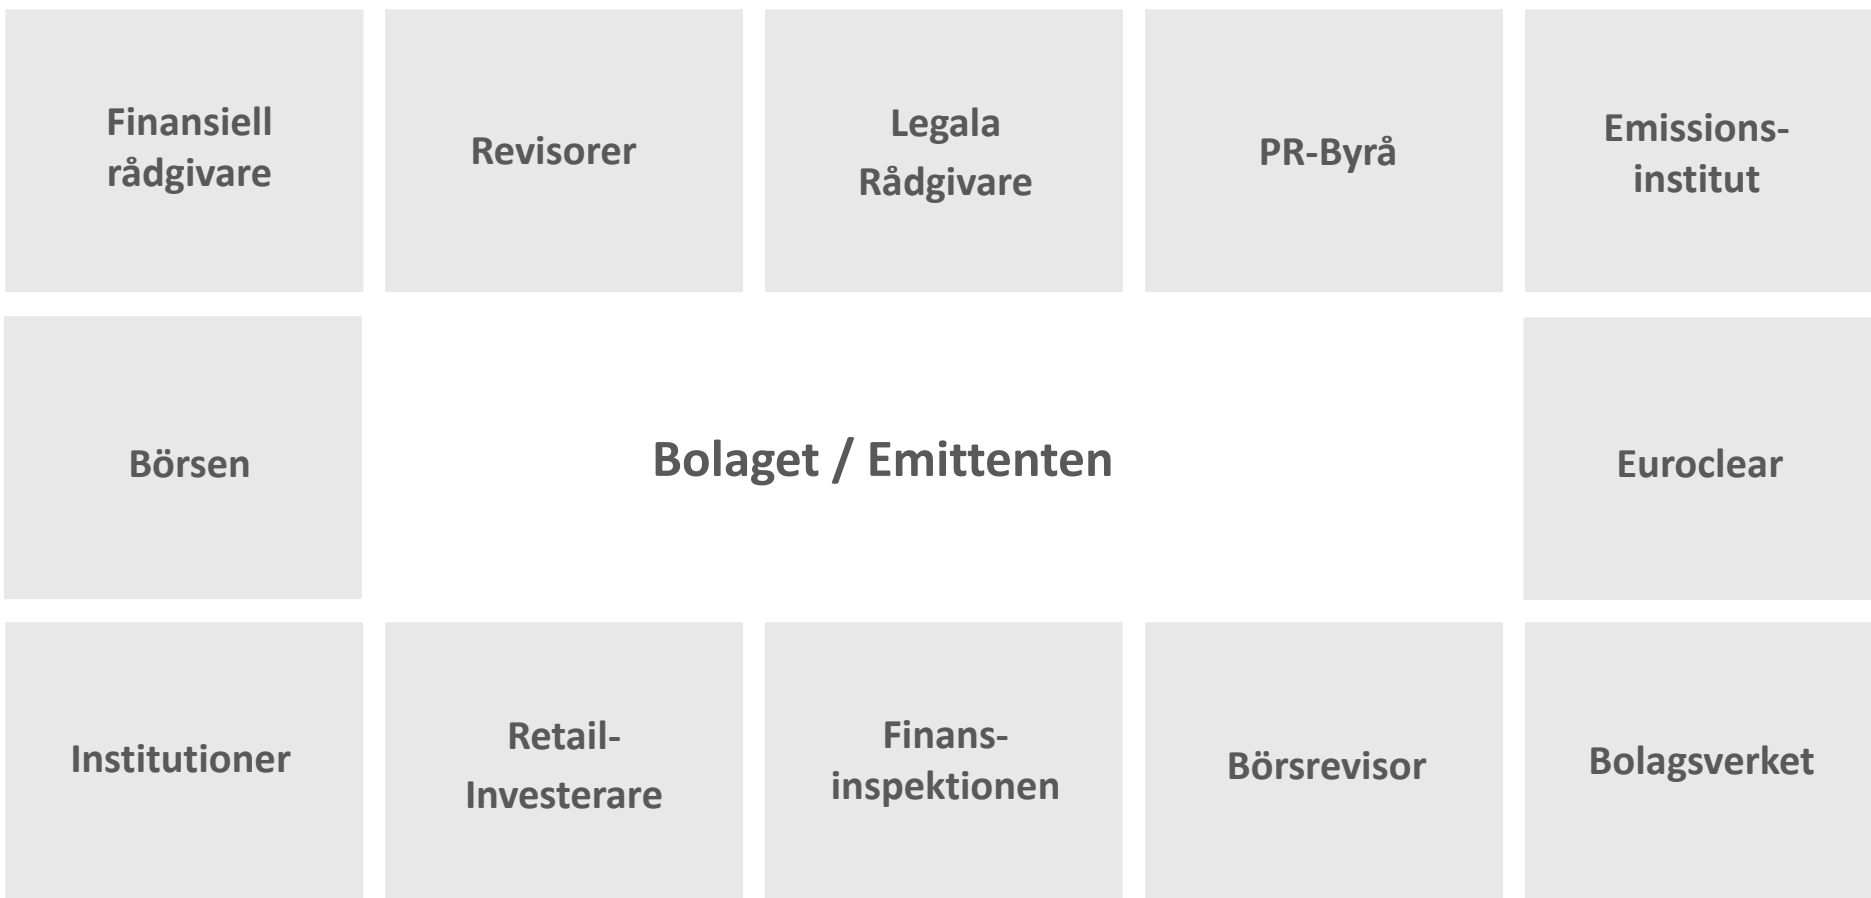 Finansiell
rådgivare
Revisorer
Legala
Rådgivare
PR-Byrå
Emissions-
institut
Börsen
Bolaget / Emittenten
Euroclear
Institutioner
Retail-
Investerare
Finans-
inspektionen
Börsrevisor
Bolagsverket